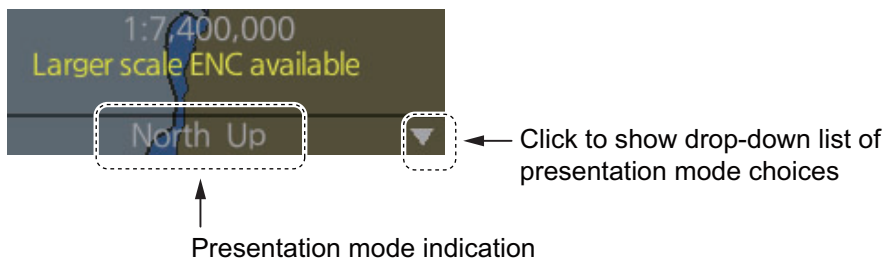 1:7,400,000
Larger scale ENC available
North Up
Click to show drop-down list of
presentation mode choices
Presentation mode indication